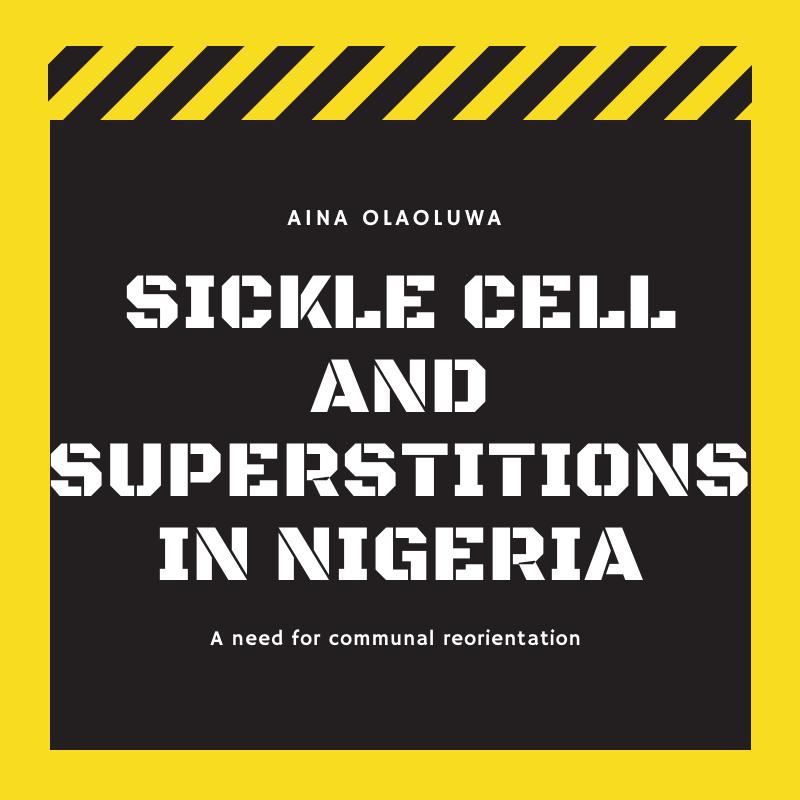 AINA OLAOLUWA
SICKLE CELL
AND
SUPERSTITIONS
IN NIGERIA
A need for communal reorientation